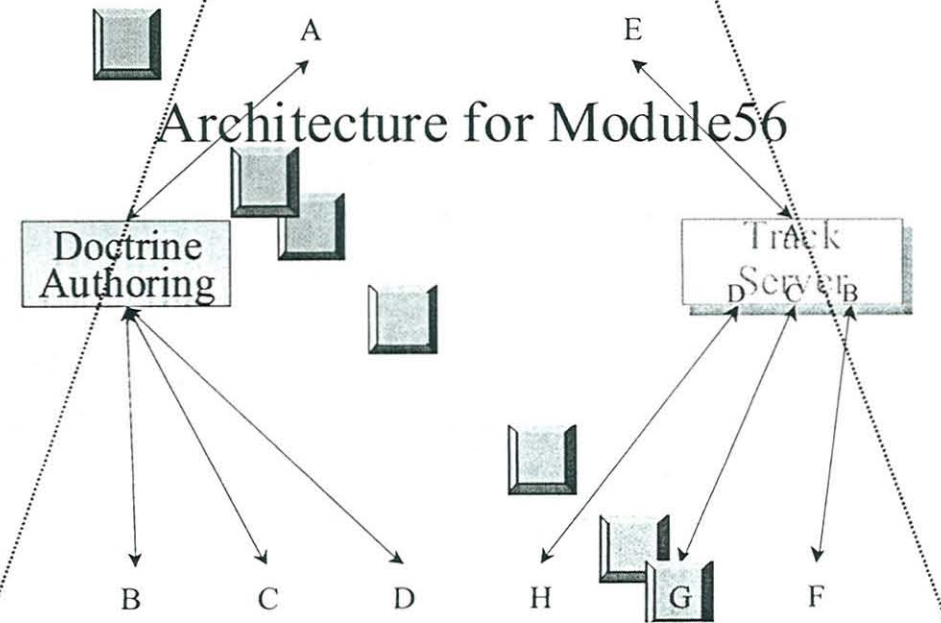 A
E
Architecture for Module56
Doctrine
Authoring
A
Track
Server
D
C
B
B
C
D
H
G
F